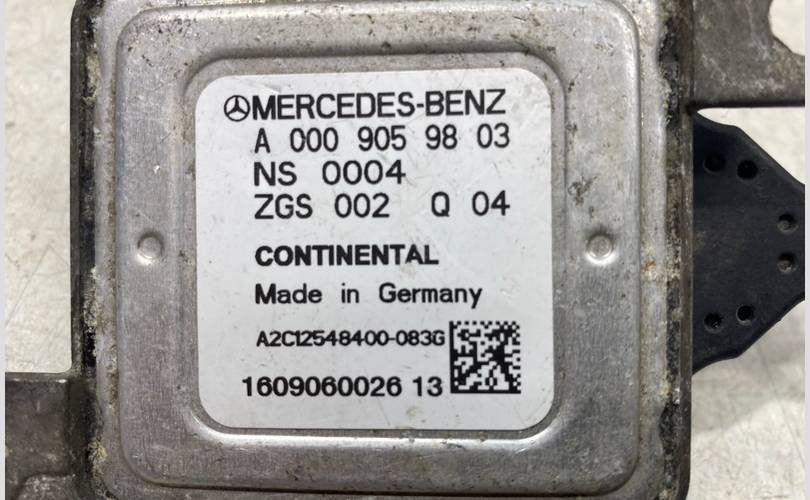 MERCEDES-BENZ
A 000 905 98 03
NS 0004
ZGS 002 Q 04
CONTINENTAL
Made in Germany
A2C12548400-083G
1609060026 13